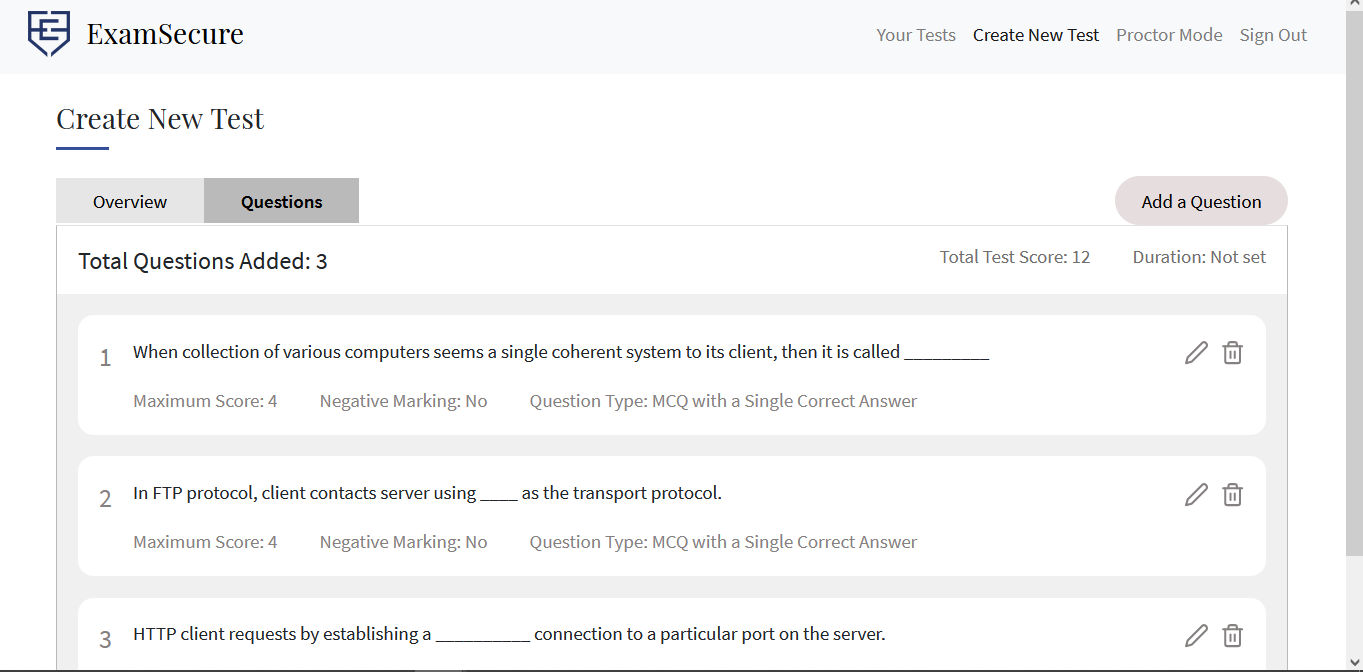 ExamSecure
Your Tests Create New Test Proctor Mode Sign Out
Create New Test
Overview Questions Add a Question
Total Questions Added: 3 Total Test Score: 12 Duration: Not set
1 When collection of various computers seems a single coherent system to its client, then it is called _________
Maximum Score: 4 Negative Marking: No Question Type: MCQ with a Single Correct Answer
2 In FTP protocol, client contacts server using ____ as the transport protocol.
Maximum Score: 4 Negative Marking: No Question Type: MCQ with a Single Correct Answer
3 HTTP client requests by establishing a __________ connection to a particular port on the server.